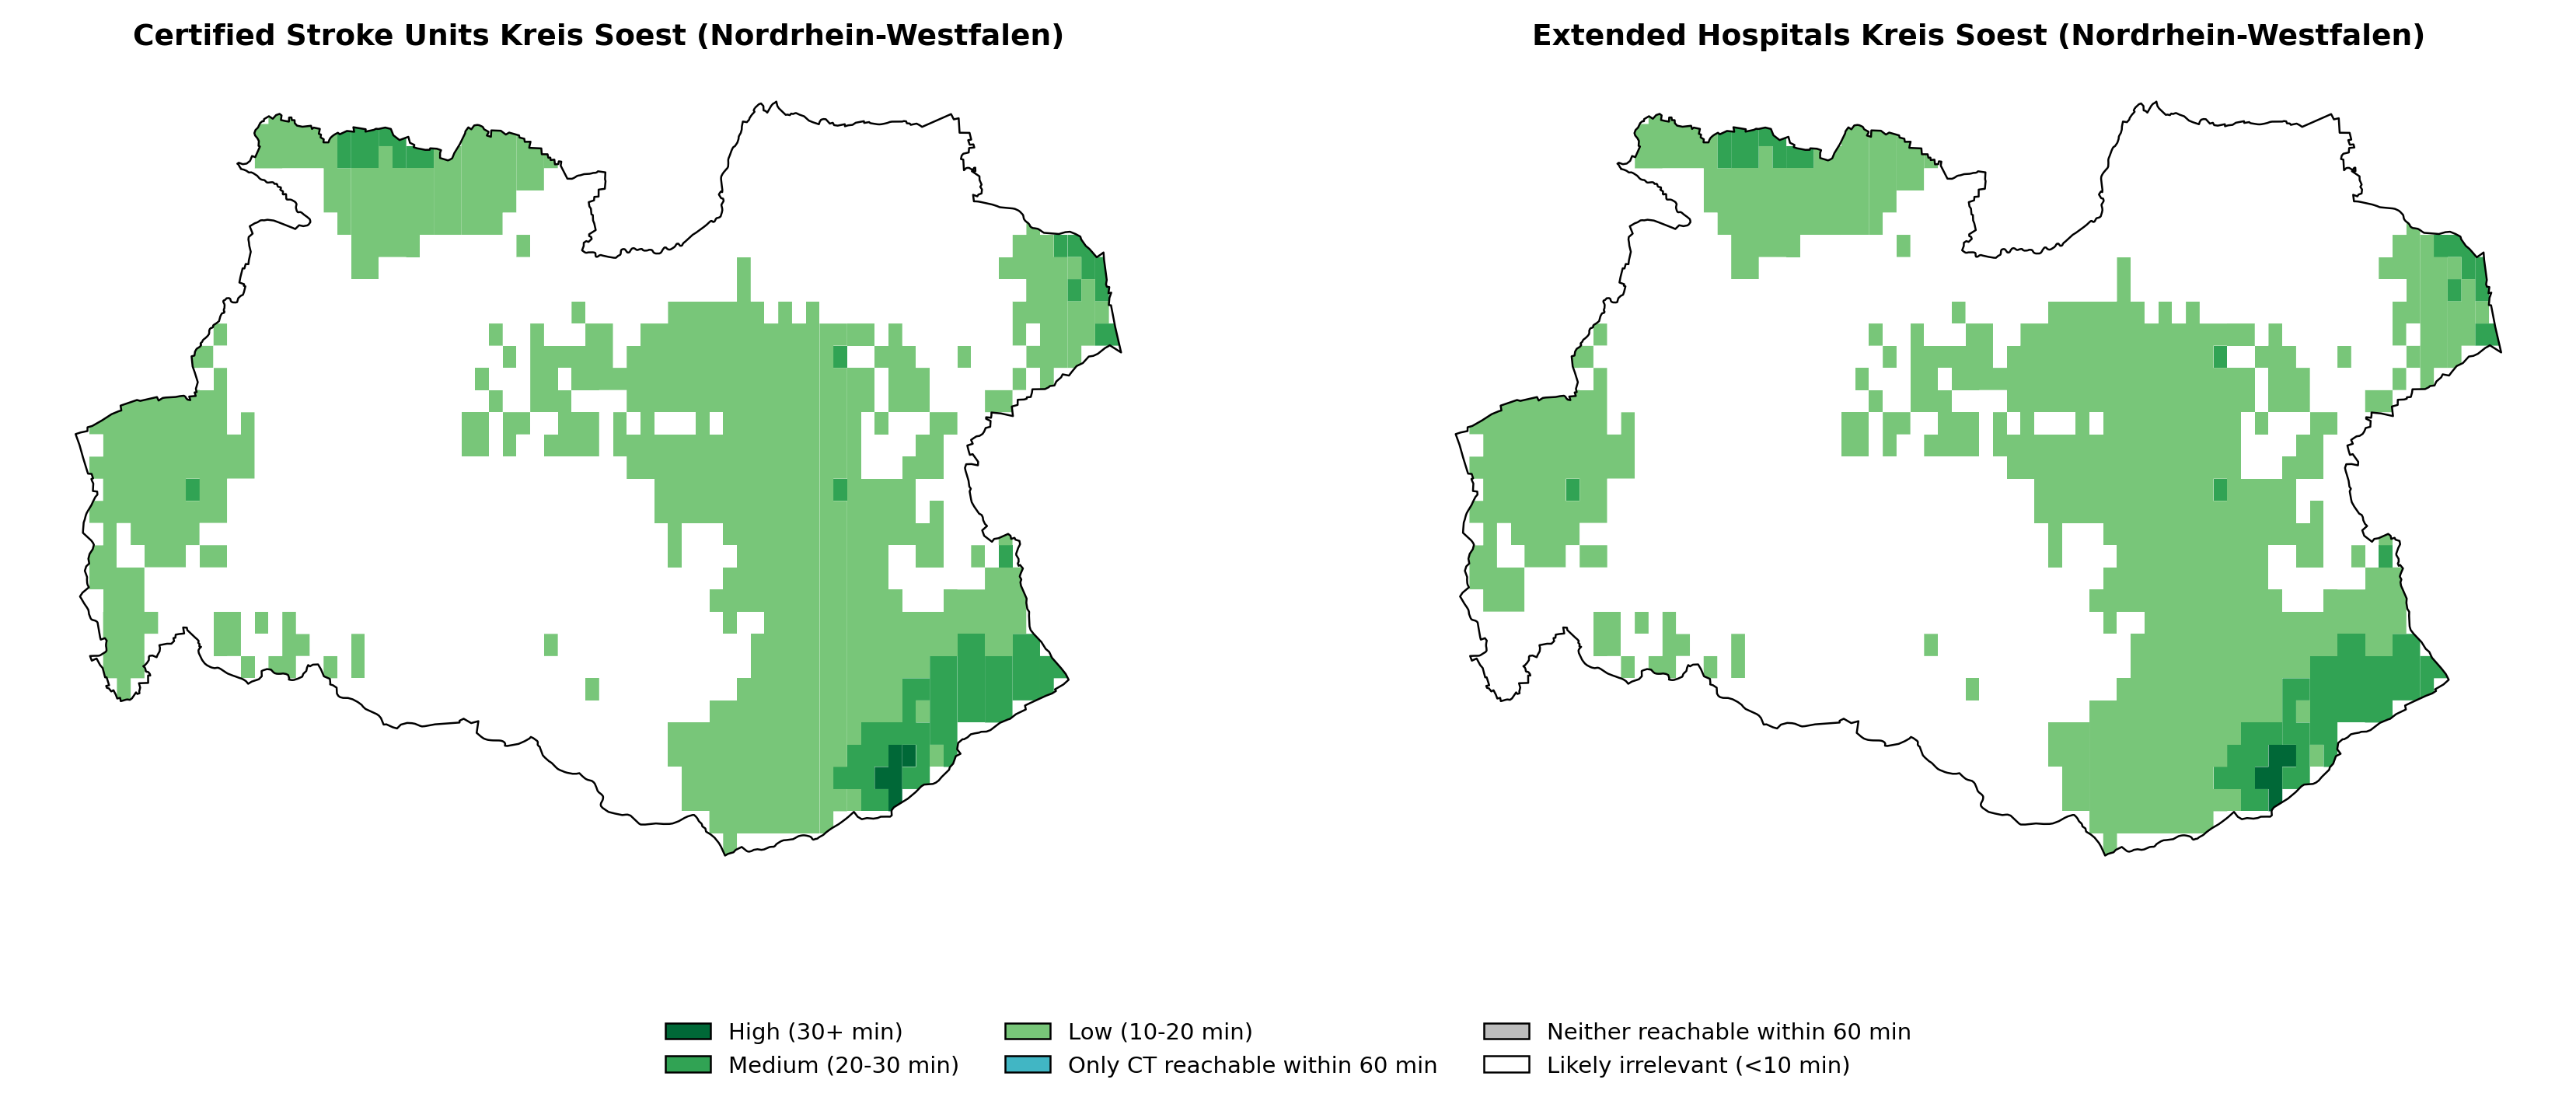 Certified Stroke Units Kreis Soest (Nordrhein-Westfalen)
Extended Hospitals Kreis Soest (Nordrhein-Westfalen)
High (30+ min)
Medium (20-30 min)
Low (10-20 min)
Only CT reachable within 60 min
Neither reachable within 60 min
Likely irrelevant (<10 min)